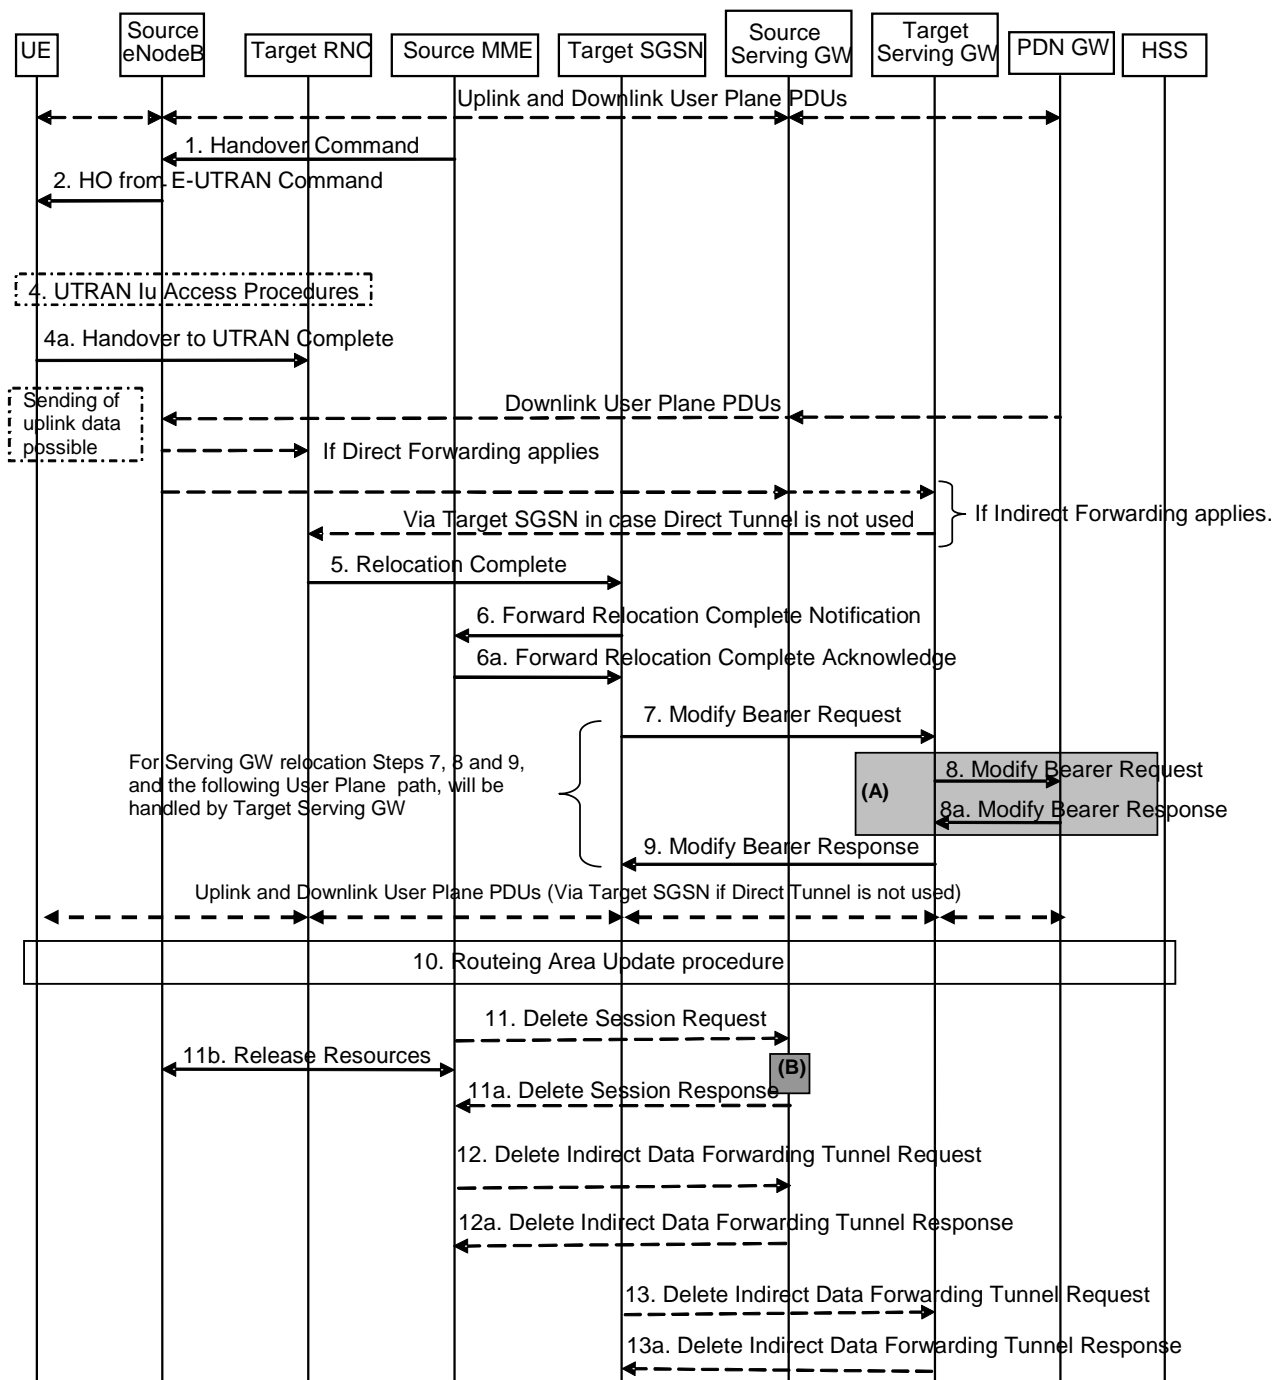 UE
Source
eNodeB
Target RNC
Source MME
Target SGSN
Source
Serving GW
Target
Serving GW
PDN GW
HSS
Uplink and Downlink User Plane PDUs
1. Handover Command
2. HO from E-UTRAN Command
4. UTRAN Iu Access Procedures
4a. Handover to UTRAN Complete
Sending of
uplink data
possible
Downlink User Plane PDUs
If Direct Forwarding applies
Via Target SGSN in case Direct Tunnel is not used
If Indirect Forwarding applies.
5. Relocation Complete
6. Forward Relocation Complete Notification
6a. Forward Relocation Complete Acknowledge
7. Modify Bearer Request
For Serving GW relocation Steps 7, 8 and 9,
and the following User Plane path, will be
handled by Target Serving GW
(A)
8. Modify Bearer Request
8a. Modify Bearer Response
9. Modify Bearer Response
Uplink and Downlink User Plane PDUs (Via Target SGSN if Direct Tunnel is not used)
10. Routeing Area Update procedure
11. Delete Session Request
11b. Release Resources
(B)
11a. Delete Session Response
12. Delete Indirect Data Forwarding Tunnel Request
12a. Delete Indirect Data Forwarding Tunnel Response
13. Delete Indirect Data Forwarding Tunnel Request
13a. Delete Indirect Data Forwarding Tunnel Response